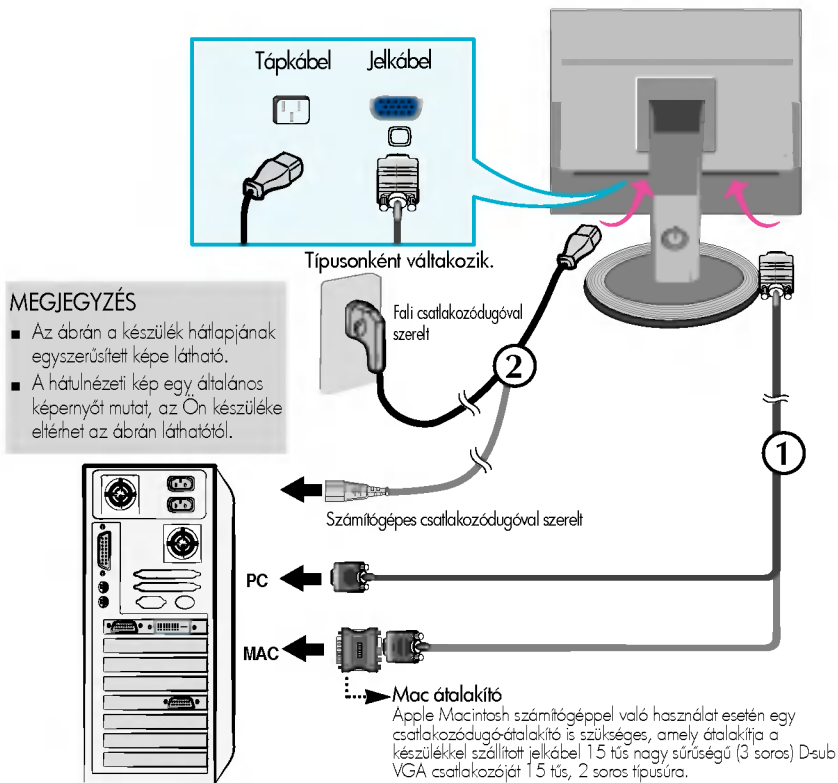 Tápkábel
Jelkábel
Típusonként váltakozik.
Fali csatlakozódugóval
szerelt
MEGJEGYZÉS
■ Az ábrán a készülék hátlapjának
egyszerűsített képe látható.
■ A hátulnézeti kép egy általános
képernyőt mutat, az Ön készüléke
eltérhet az ábrán láthatótól.
2
1
Számítógépes csatlakozódugóval szerelt
PC
MAC
Mac átalakító
Apple Macintosh számítógéppel való használat esetén egy
csatlakozódugó-átalakító is szükséges, amely átalakítja a
készülékkel szállított jelkábel 15 tűs nagy sűrűségű (3 soros) D-sub
VGA csatlakozóját 15 tűs, 2 soros típusúra.